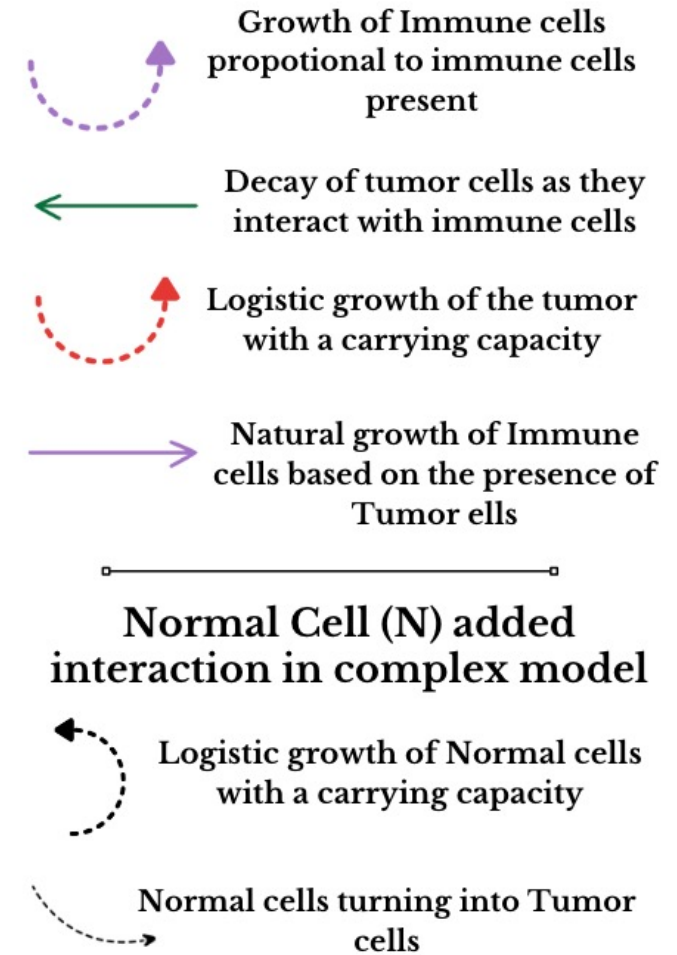 Growth of Immune cells
propotional to immune cells
present
Decay of tumor cells as they
interact with immune cells
Logistic growth of the tumor
with a carrying capacity
Natural growth of Immune
cells based on the presence of
Tumor ells
Normal Cell (N) added
interaction in complex model
Logistic growth of Normal cells
with a carrying capacity
Normal cells turning into Tumor
cells